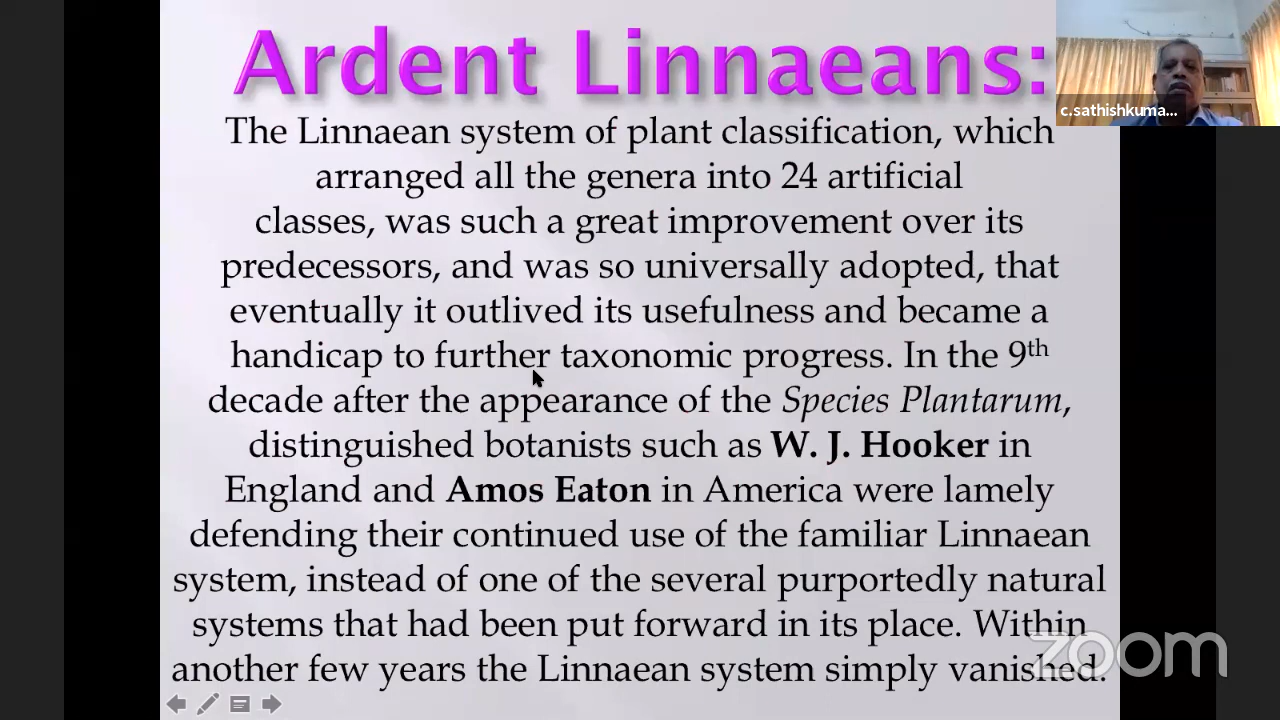 Ardent Linnaeans:
c.sathishkuma...
The Linnaean system of plant classification, which
arranged all the genera into 24 artificial
classes, was such a great improvement over its
predecessors, and was so universally adopted, that
eventually it outlived its usefulness and became a
handicap to further taxonomic progress. In the 9th
decade after the appearance of the Species Plantarum,
distinguished botanists such as W. J. Hooker in
England and Amos Eaton in America were lamely
defending their continued use of the familiar Linnaean
system, instead of one of the several purportedly natural
systems that had been put forward in its place. Within
another few years the Linnaean system simply vanished.
zoom